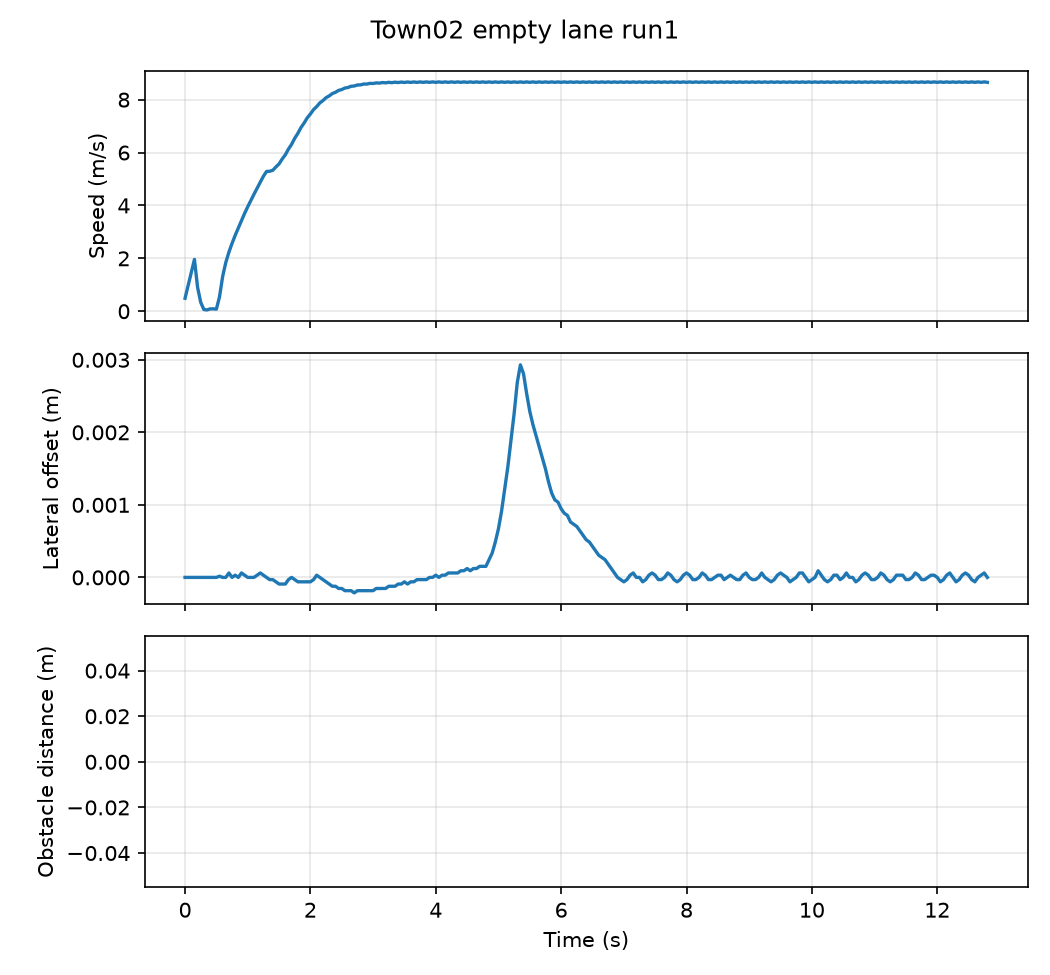 Town02 empty lane run1
8
6
4
2
0
Speed (m/s)
0.003
0.002
0.001
0.000
Lateral offset (m)
0.04
0.02
0.00
−0.02
−0.04
Obstacle distance (m)
0 2 4 6 8 10 12
Time (s)